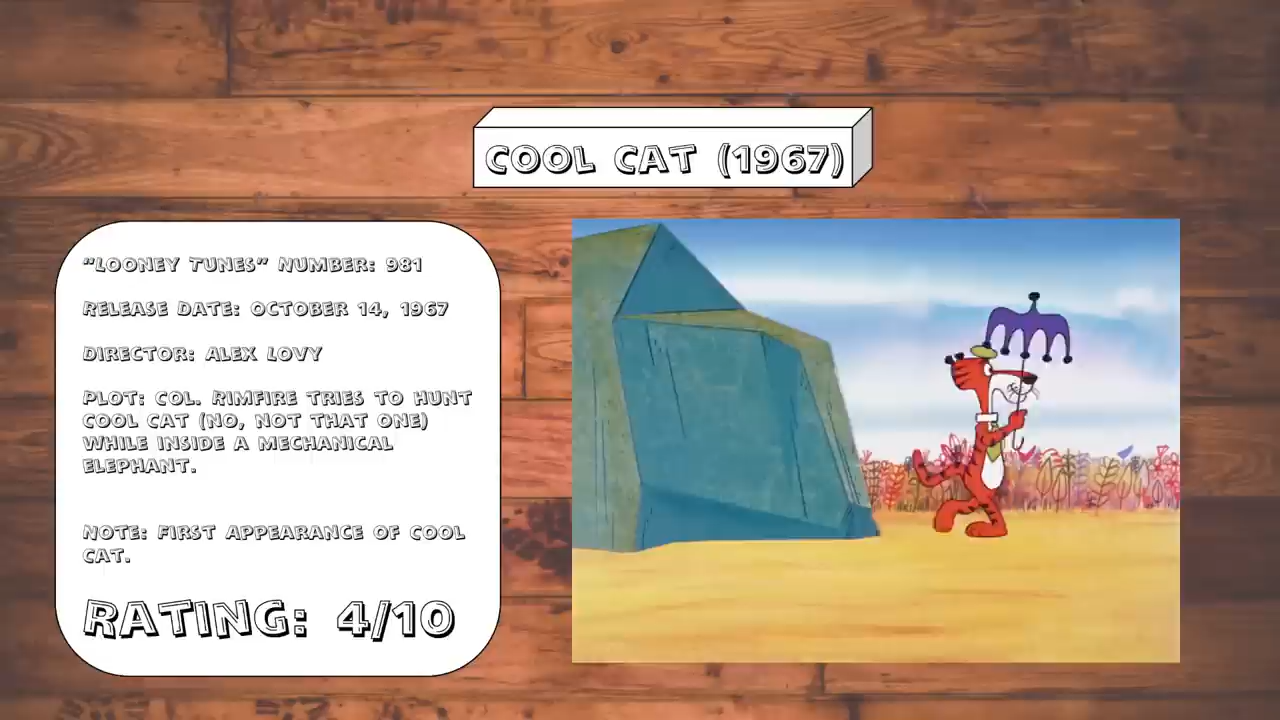 COOL CAT (1967)
"LOONEY TUNES" NUMBER: 981
RELEASE DATE: OCTOBER 14, 1967
DIRECTOR: ALEX LOVY
PLOT: COL. RIMFIRE TRIES TO HUNT
COOL CAT (NO, NOT THAT ONE)
WHILE INSIDE A MECHANICAL
ELEPHANT.
NOTE: FIRST APPEARANCE OF COOL
CAT.
RATING: 4/10